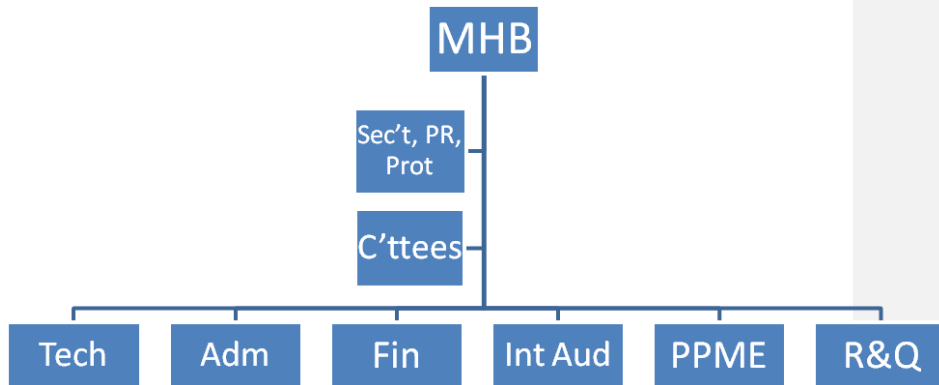 MHB
Sec’t, PR,
Prot
C’ttees
Tech
Adm
Fin
Int Aud
PPME
R&Q